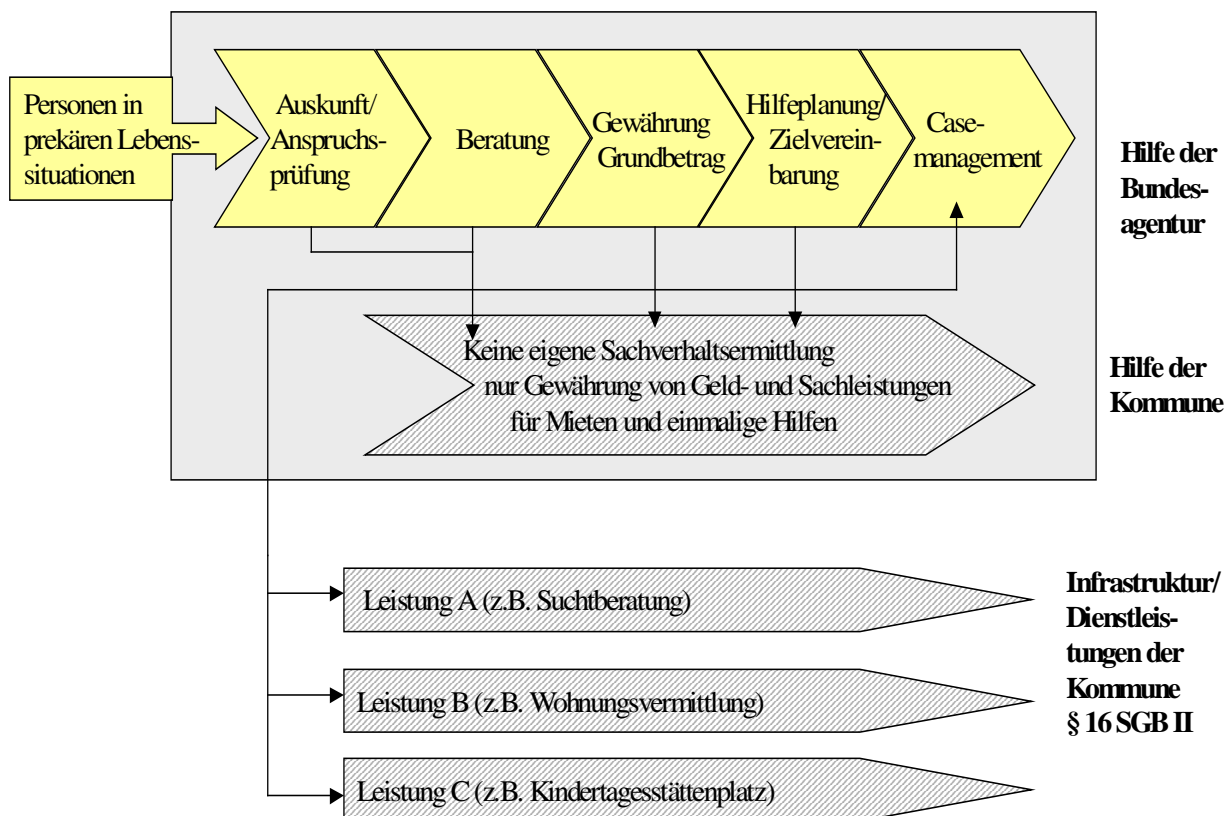 Personen in
prekären Lebens-
situationen
Auskunft/
Anspruchs-
prüfung
Beratung
Gewährung
Grundbetrag
Hilfeplanung/
Zielverein-
barung
Case-
management
Hilfe der
Bundes-
agentur
Keine eigene Sachverhaltsermittlung
nur Gewährung von Geld- und Sachleistungen
für Mieten und einmalige Hilfen
Hilfe der
Kommune
Leistung A (z.B. Suchtberatung)
Leistung B (z.B. Wohnungsvermittlung)
Leistung C (z.B. Kindertagesstättenplatz)
Infrastruktur/
Dienstleis-
tungen der
Kommune
§ 16 SGB II